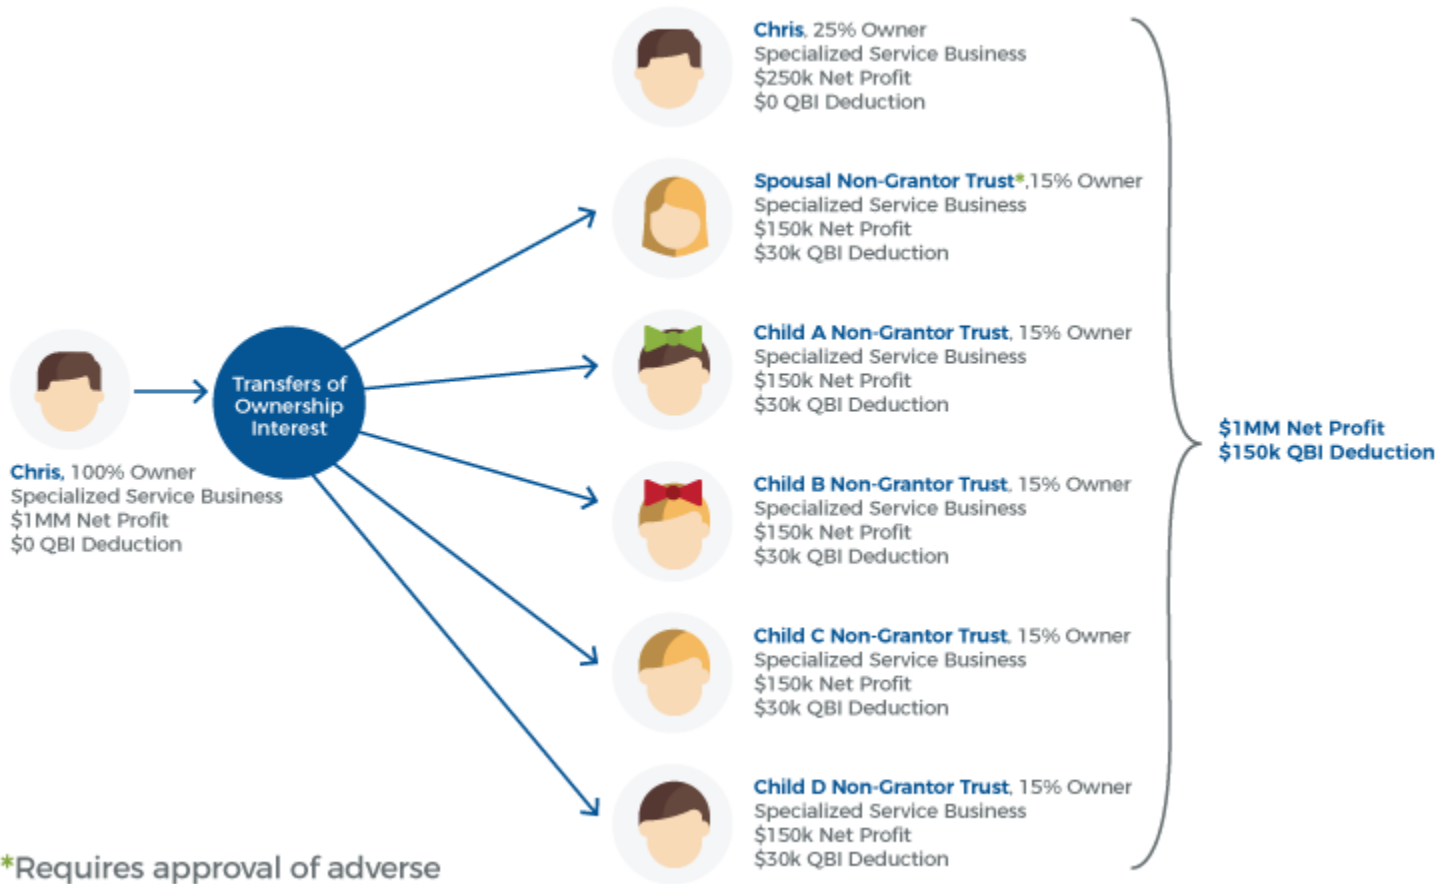 Chris, 25% Owner
Specialized Service Business
$250k Net Profit
$0 QBI Deduction
Spousal Non-Grantor Trust*,15% Owner
Specialized Service Business
$150k Net Profit
$30k QBI Deduction
Child A Non-Grantor Trust, 15% Owner
Specialized Service Business
$150k Net Profit
$30k QBI Deduction
Transfers of
Ownership
Interest
Chris, 100% Owner
Specialized Service Business
$1MM Net Profit
$0 QBI Deduction
Child B Non-Grantor Trust, 15% Owner
Specialized Service Business
$150k Net Profit
$30k QBI Deduction
$1MM Net Profit
$150k QBI Deduction
Child C Non-Grantor Trust, 15% Owner
Specialized Service Business
$150k Net Profit
$30k QBI Deduction
Child D Non-Grantor Trust, 15% Owner
Specialized Service Business
$150k Net Profit
$30k QBI Deduction
*Requires approval of adverse